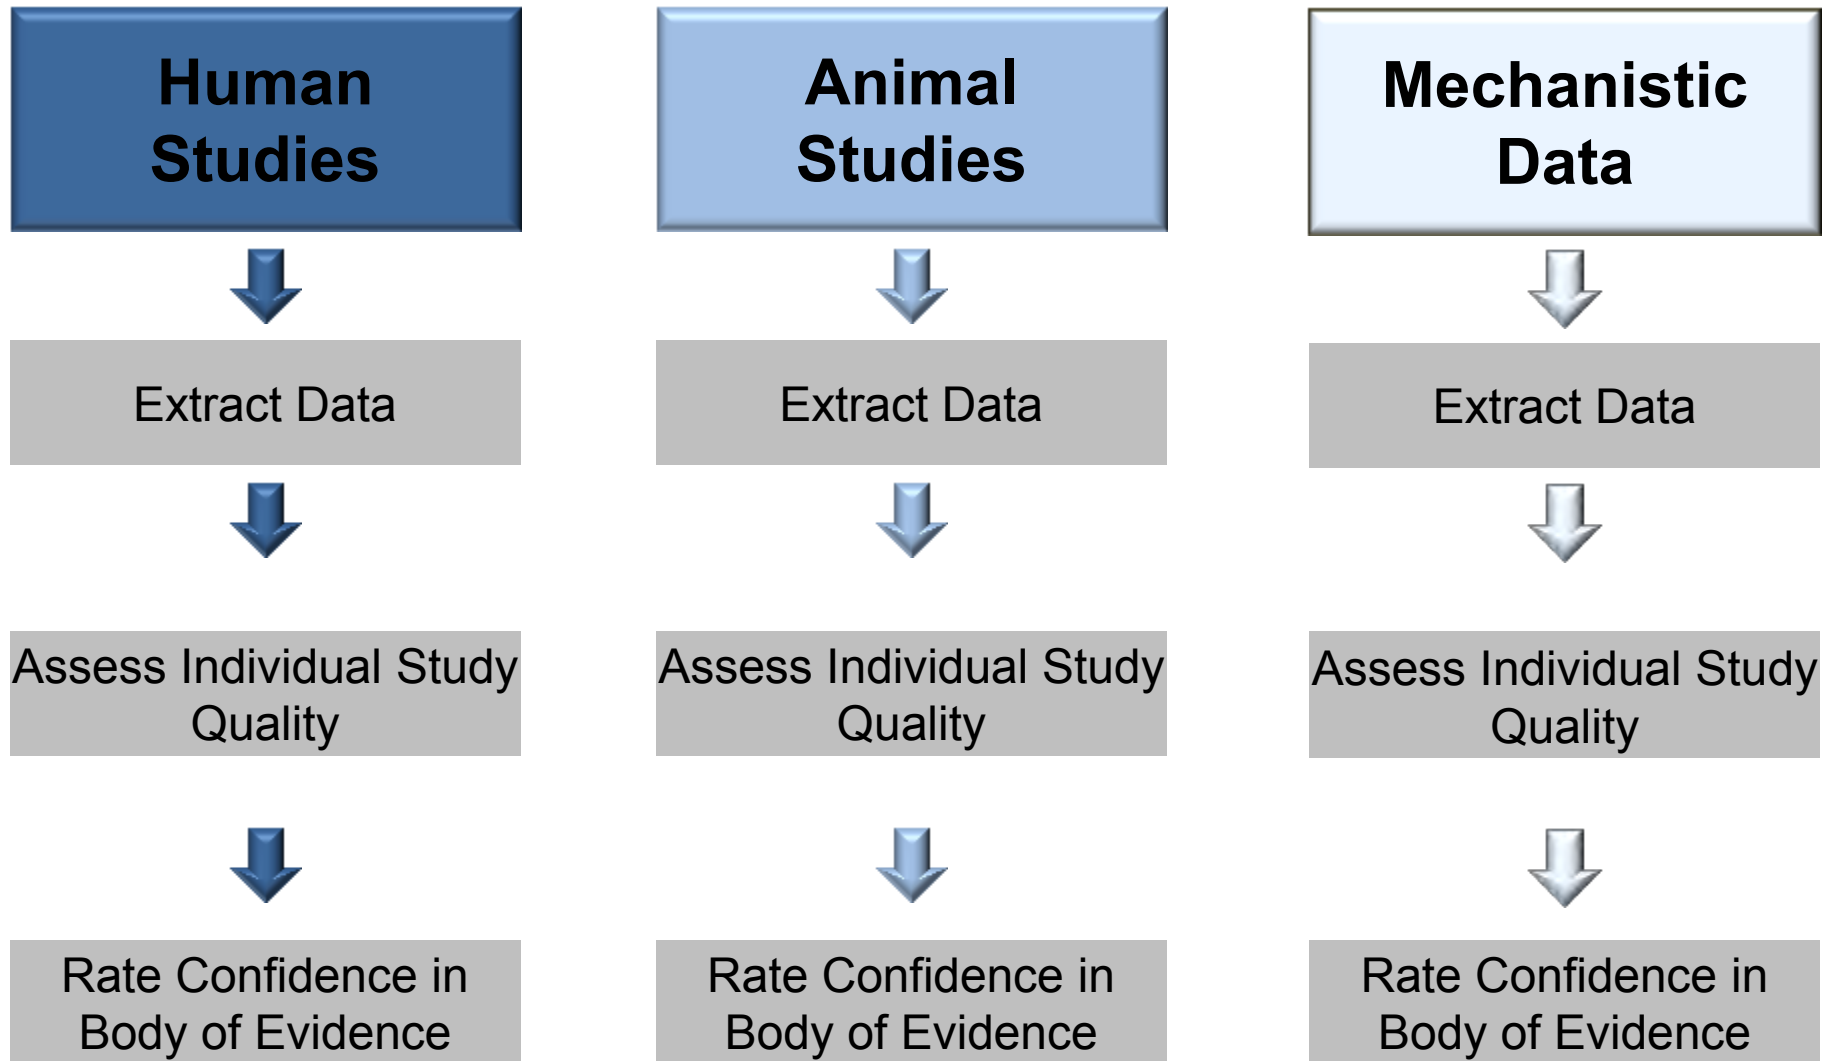 Human
Studies
Animal
Studies
Mechanistic
Data
Extract Data
Extract Data
Extract Data
Assess Individual Study
Quality
Assess Individual Study
Quality
Assess Individual Study
Quality
Rate Confidence in
Body of Evidence
Rate Confidence in
Body of Evidence
Rate Confidence in
Body of Evidence